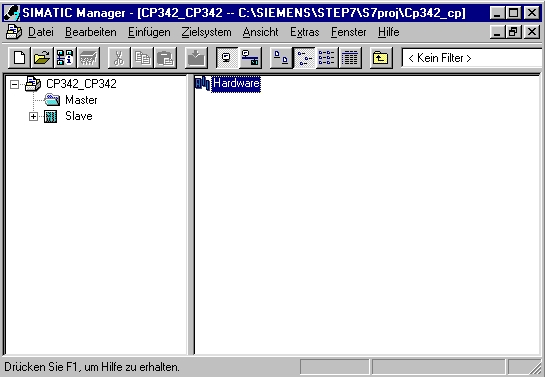 SIMATIC Manager - [CP342_CP342 -- C:\SIEMENS\STEP7\S7proj\Cp342_cp]
Datei Bearbeiten Einfügen Zielsystem Ansicht Extras Fenster Hilfe
< Kein Filter >
CP342_CP342
Master
Slave
Hardware
Drücken Sie F1, um Hilfe zu erhalten.